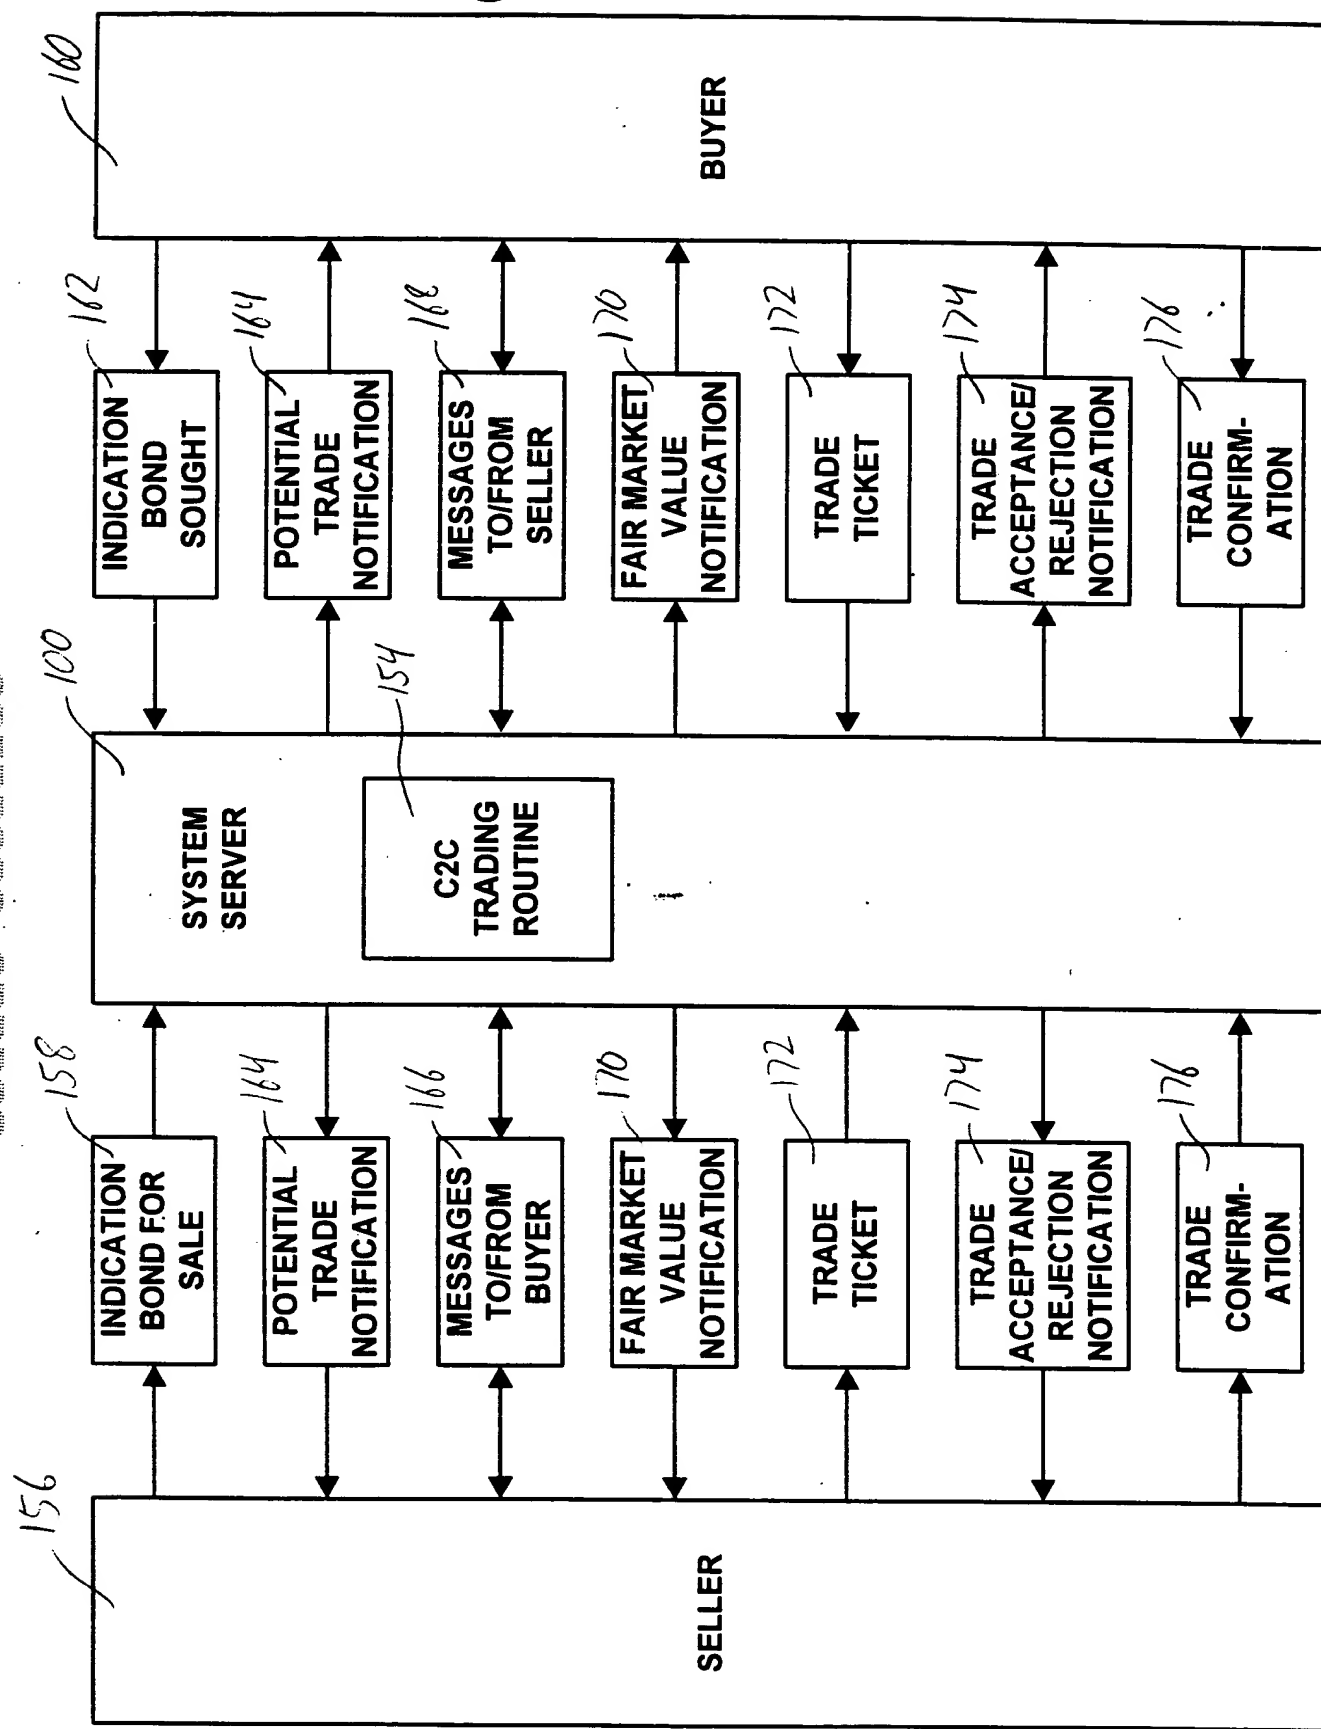 156
SELLER
158
INDICATION
BOND FOR
SALE
164
POTENTIAL
TRADE
NOTIFICATION
166
MESSAGES
TO/FROM
BUYER
170
FAIR MARKET
VALUE
NOTIFICATION
172
TRADE
TICKET
174
TRADE
ACCEPTANCE/
REJECTION
NOTIFICATION
176
TRADE
CONFIRM-
ATION
100
SYSTEM
SERVER
154
C2C
TRADING
ROUTINE
162
INDICATION
BOND
SOUGHT
164
POTENTIAL
TRADE
NOTIFICATION
168
MESSAGES
TO/FROM
SELLER
170
FAIR MARKET
VALUE
NOTIFICATION
172
TRADE
TICKET
174
TRADE
ACCEPTANCE/
REJECTION
NOTIFICATION
176
TRADE
CONFIRM-
ATION
160
BUYER